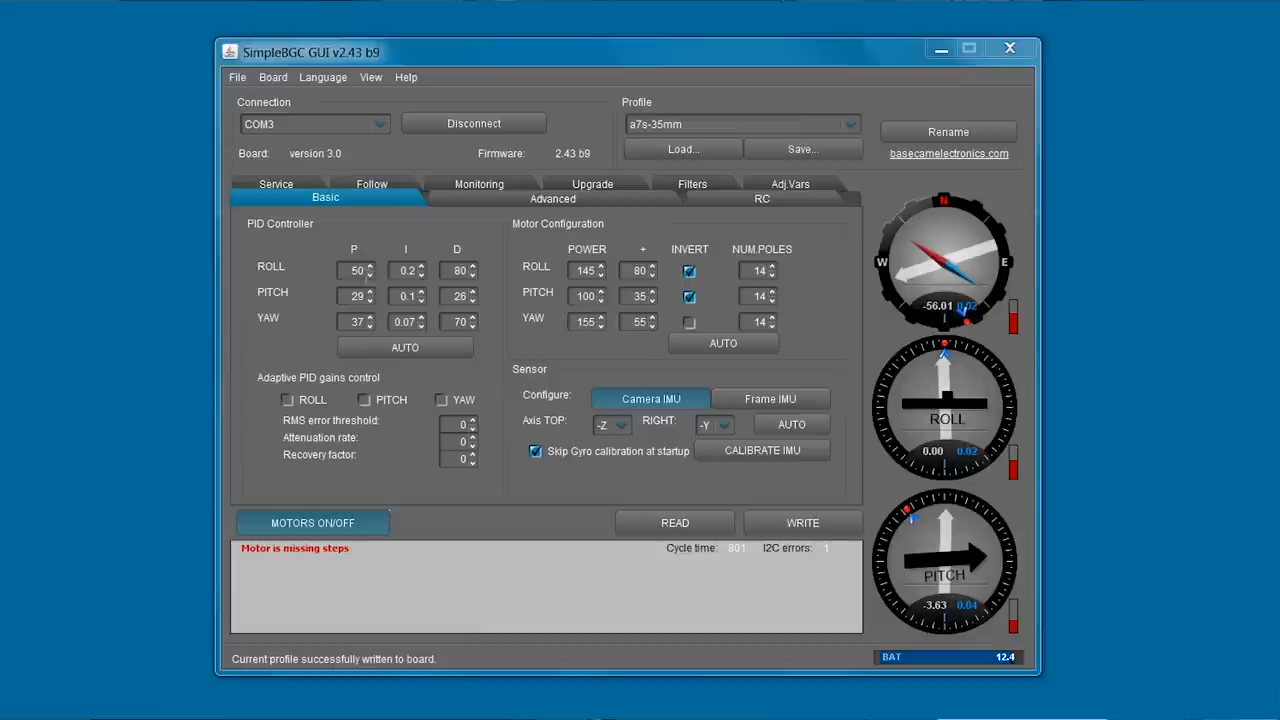 SimpleBGC GUI v2.43 b9
File Board Language View Help
Connection
Profile
COM3 Disconnect
a7s-35mm
Rename
Load... Save...
Board: version 3.0 Firmware: 2.43 b9
basecamelectronics.com
Service Follow Monitoring Upgrade Filters Adj.Vars
Basic Advanced RC
PID Controller
P I D
ROLL 50 0.2 80
PITCH 29 0.1 26
YAW 37 0.07 70
AUTO
Motor Configuration
POWER + INVERT NUM.POLES
ROLL 145 80 14
PITCH 100 35 14
YAW 155 55 14
AUTO
Adaptive PID gains control
ROLL PITCH YAW
RMS error threshold: 0
Attenuation rate: 0
Recovery factor: 0
Sensor
Configure: Camera IMU Frame IMU
Axis TOP: -Z RIGHT: -Y AUTO
Skip Gyro calibration at startup CALIBRATE IMU
N
W E
-56.01 0.02
ROLL
0.00 0.02
PITCH
-3.63 0.04
MOTORS ON/OFF READ WRITE
Motor is missing steps Cycle time: 801 I2C errors: 1
Current profile successfully written to board.
BAT 12.4